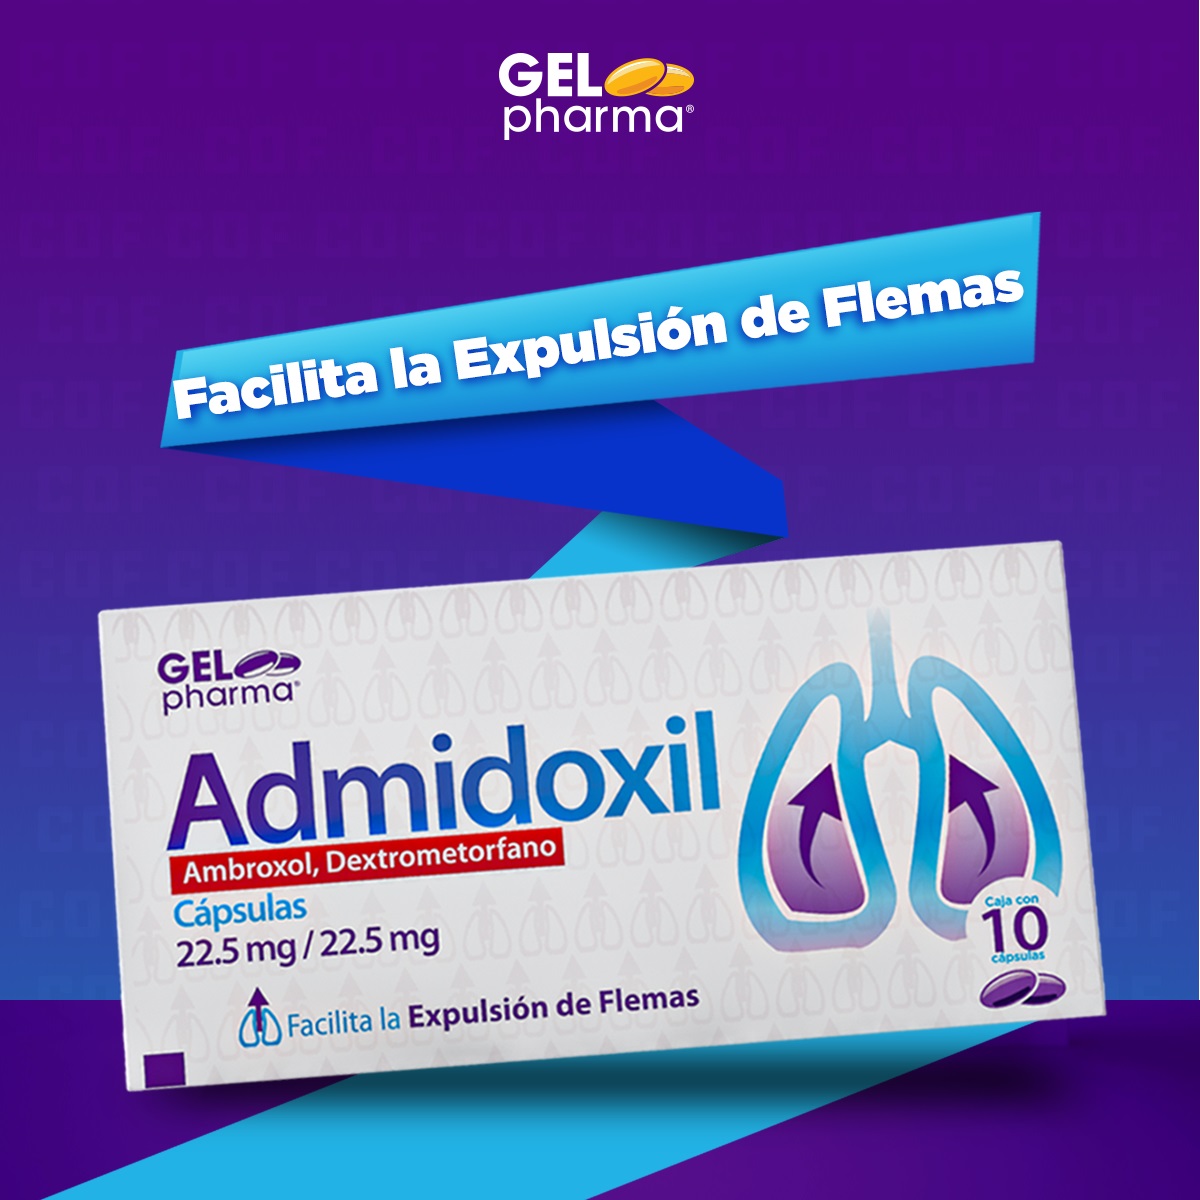 GEL
pharma®
Facilita la Expulsión de Flemas
GEL
pharma®
Admidoxil
Ambroxol, Dextrometorfano
Cápsulas
22.5 mg / 22.5 mg
Facilita la Expulsión de Flemas
Caja con
10
cápsulas